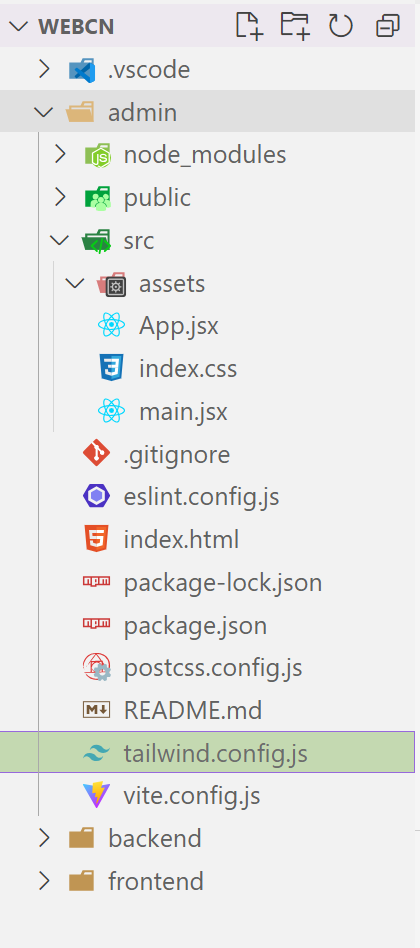 WEBCN
.vscode
admin
node_modules
public
src
assets
App.jsx
index.css
main.jsx
.gitignore
eslint.config.js
index.html
package-lock.json
package.json
postcss.config.js
README.md
tailwind.config.js
vite.config.js
backend
frontend